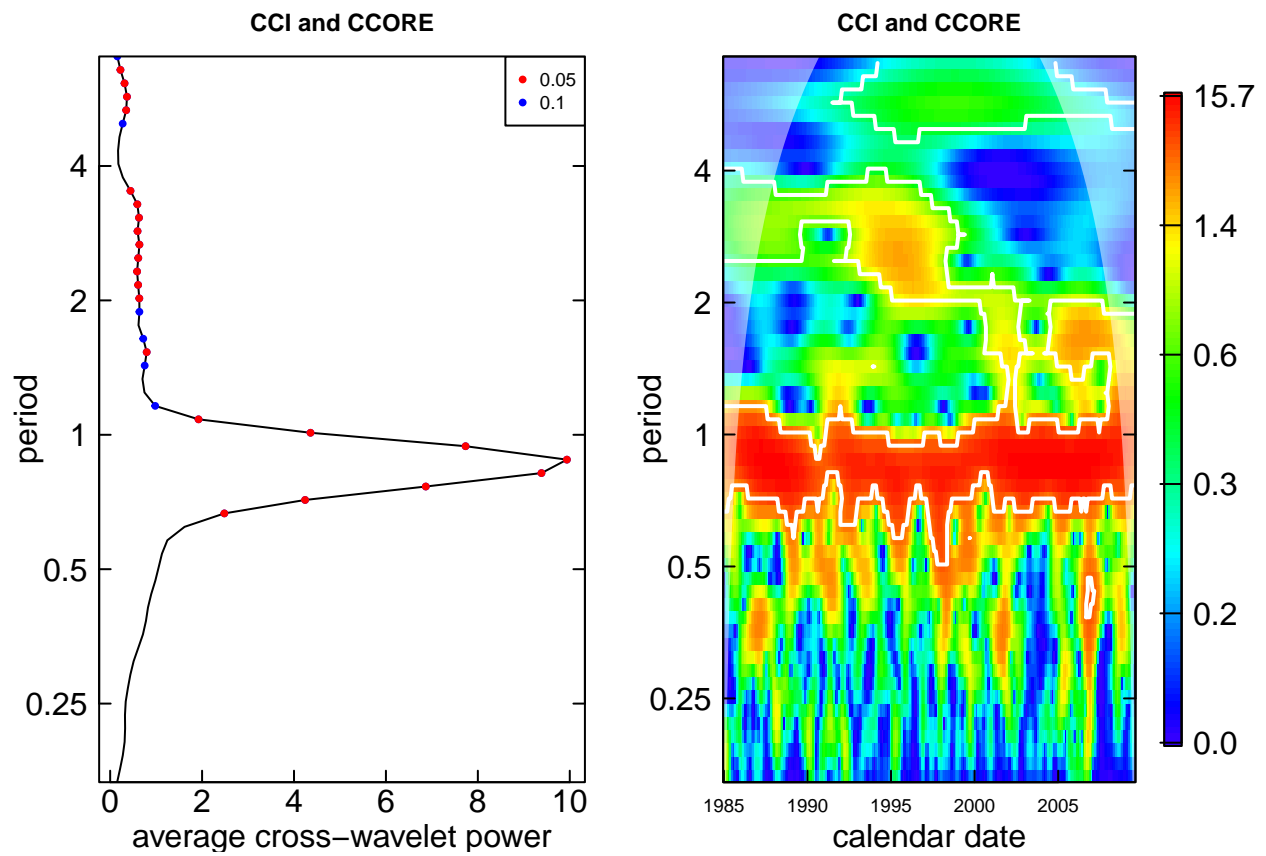 CCI and CCORE
0.05
0.1
period
4
2
1
0.5
0.25
0 2 4 6 8 10
average cross−wavelet power
CCI and CCORE
period
4
2
1
0.5
0.25
1985 1990 1995 2000 2005
calendar date
15.7
1.4
0.6
0.3
0.2
0.0